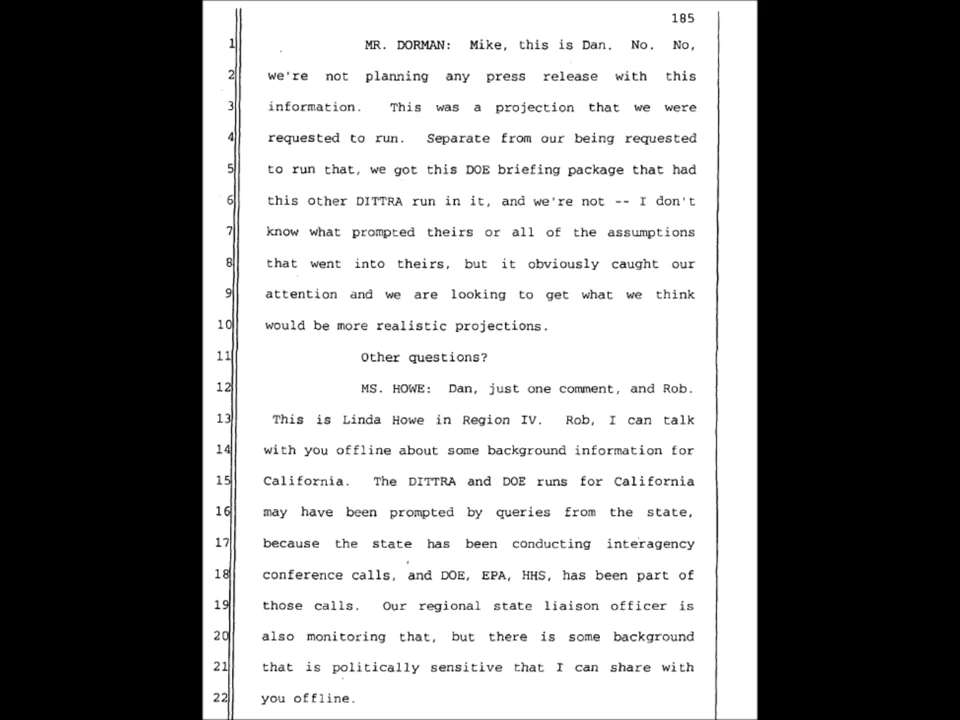 185
1 MR. DORMAN: Mike, this is Dan. No. No,
2 we're not planning any press release with this
3 information. This was a projection that we were
4 requested to run. Separate from our being requested
5 to run that, we got this DOE briefing package that had
6 this other DITTRA run in it, and we're not -- I don't
7 know what prompted theirs or all of the assumptions
8 that went into theirs, but it obviously caught our
9 attention and we are looking to get what we think
10 would be more realistic projections.
11 Other questions?
12 MS. HOWE: Dan, just one comment, and Rob.
13 This is Linda Howe in Region IV. Rob, I can talk
14 with you offline about some background information for
15 California. The DITTRA and DOE runs for California
16 may have been prompted by queries from the state,
17 because the state has been conducting interagency
18 conference calls, and DOE, EPA, HHS, has been part of
19 those calls. Our regional state liaison officer is
20 also monitoring that, but there is some background
21 that is politically sensitive that I can share with
22 you offline.